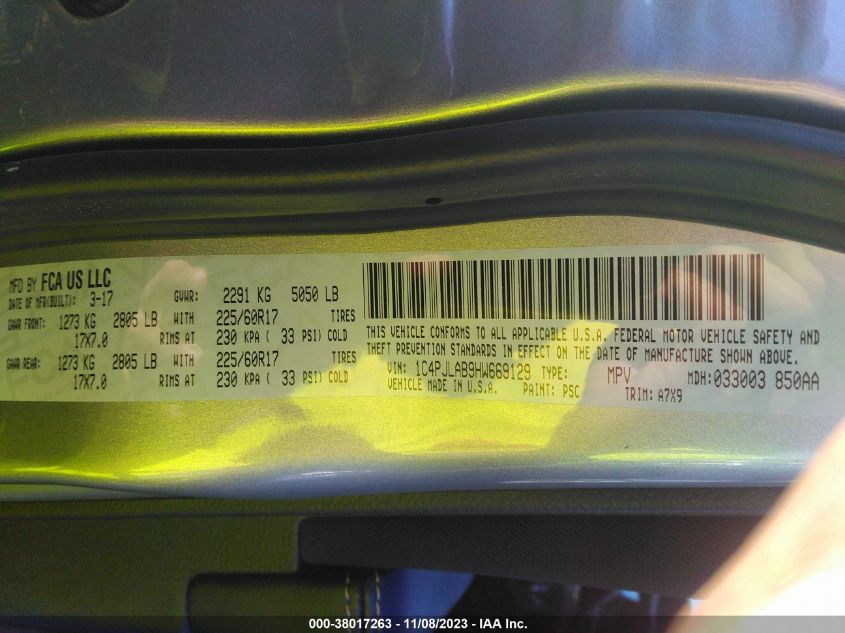 MFD BY FCA US LLC
DATE OF MFR(BUILT): 3-17 GVWR: 2291 KG 5050 LB
GAWR FRONT: 1273 KG 2805 LB WITH 225/60R17 TIRES
17X7.0 RIMS AT 230 KPA ( 33 PSI) COLD
GAWR REAR: 1273 KG 2805 LB WITH 225/60R17 TIRES
17X7.0 RIMS AT 230 KPA ( 33 PSI) COLD
THIS VEHICLE CONFORMS TO ALL APPLICABLE U.S.A. FEDERAL MOTOR VEHICLE SAFETY AND
THEFT PREVENTION STANDARDS IN EFFECT ON THE DATE OF MANUFACTURE SHOWN ABOVE.
VIN: 1C4PJLAB9HW669129 TYPE: MPV MDH: 033003 850AA
VEHICLE MADE IN U.S.A. PAINT: PSC TRIM: A7X9
000-38017263 - 11/08/2023 - IAA Inc.